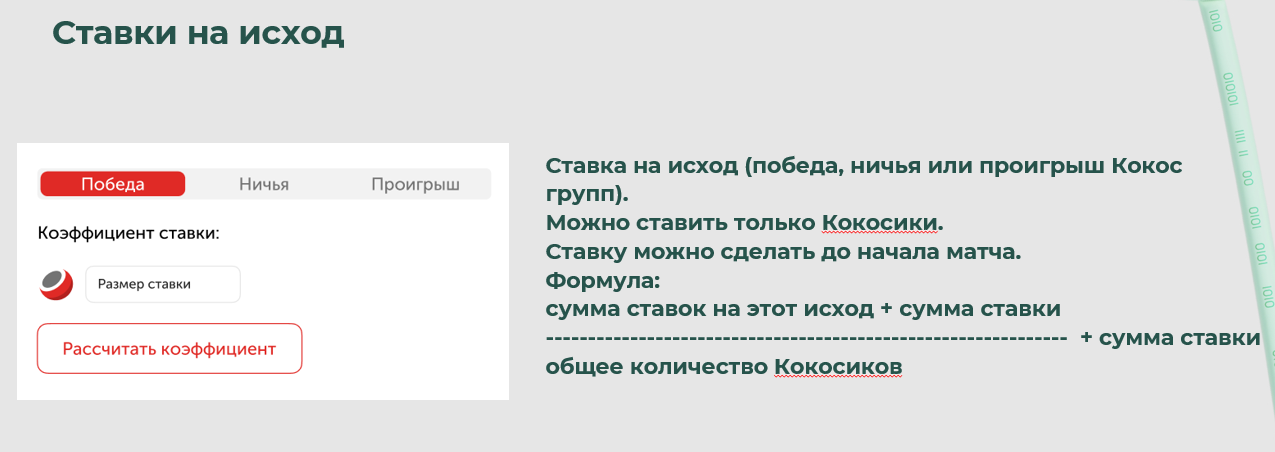 Ставки на исход
Победа Ничья Проигрыш
Коэффициент ставки:
Размер ставки
Рассчитать коэффициент
Ставка на исход (победа, ничья или проигрыш Кокос
групп).
Можно ставить только Кокосики.
Ставку можно сделать до начала матча.
Формула:
сумма ставок на этот исход + сумма ставки
--------------------------------------------------------------- + сумма ставки
общее количество Кокосиков